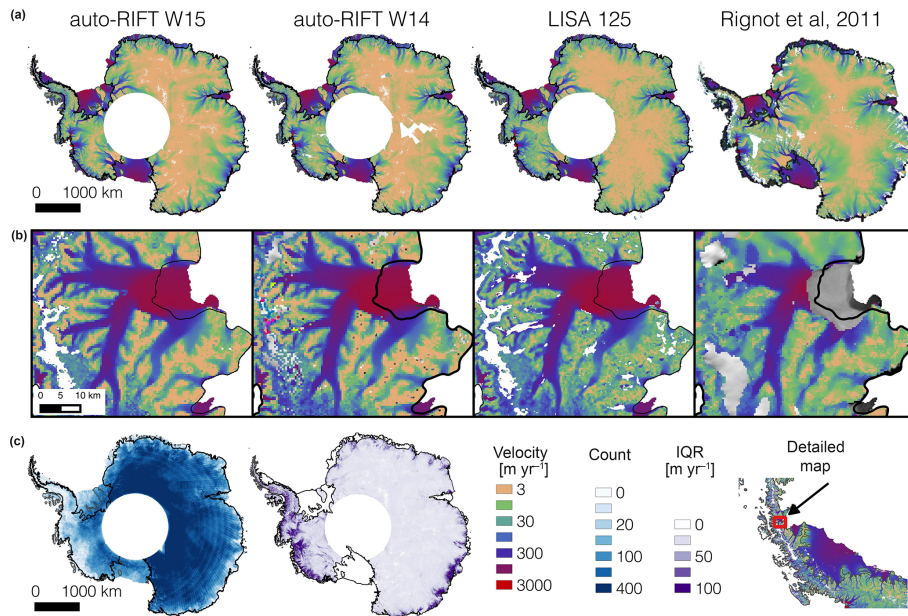 (a)
auto-RIFT W15
auto-RIFT W14
LISA 125
Rignot et al, 2011
0 1000 km
(b)
0 5 10 km
(c)
0 1000 km
Velocity
[m yr⁻¹]
3
30
300
3000
Count
0
20
100
400
IQR
[m yr⁻¹]
0
50
100
Detailed
map